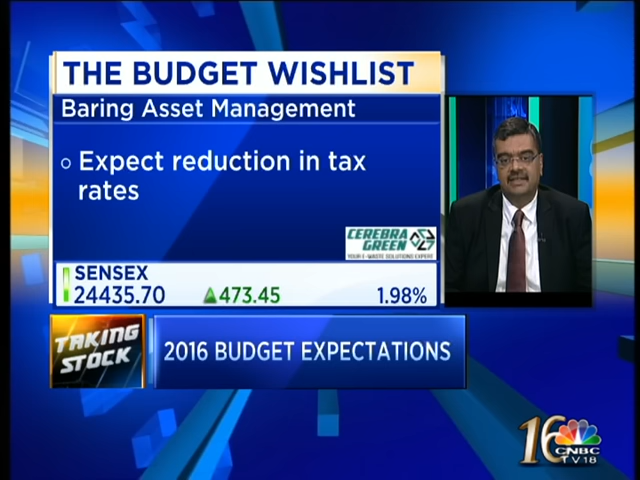 THE BUDGET WISHLIST
Baring Asset Management
Expect reduction in tax
rates
CEREBRA
GREEN
YOUR E-WASTE SOLUTIONS EXPERT
SENSEX
24435.70 473.45 1.98%
TAKING
STOCK
2016 BUDGET EXPECTATIONS
16
CNBC
TV18